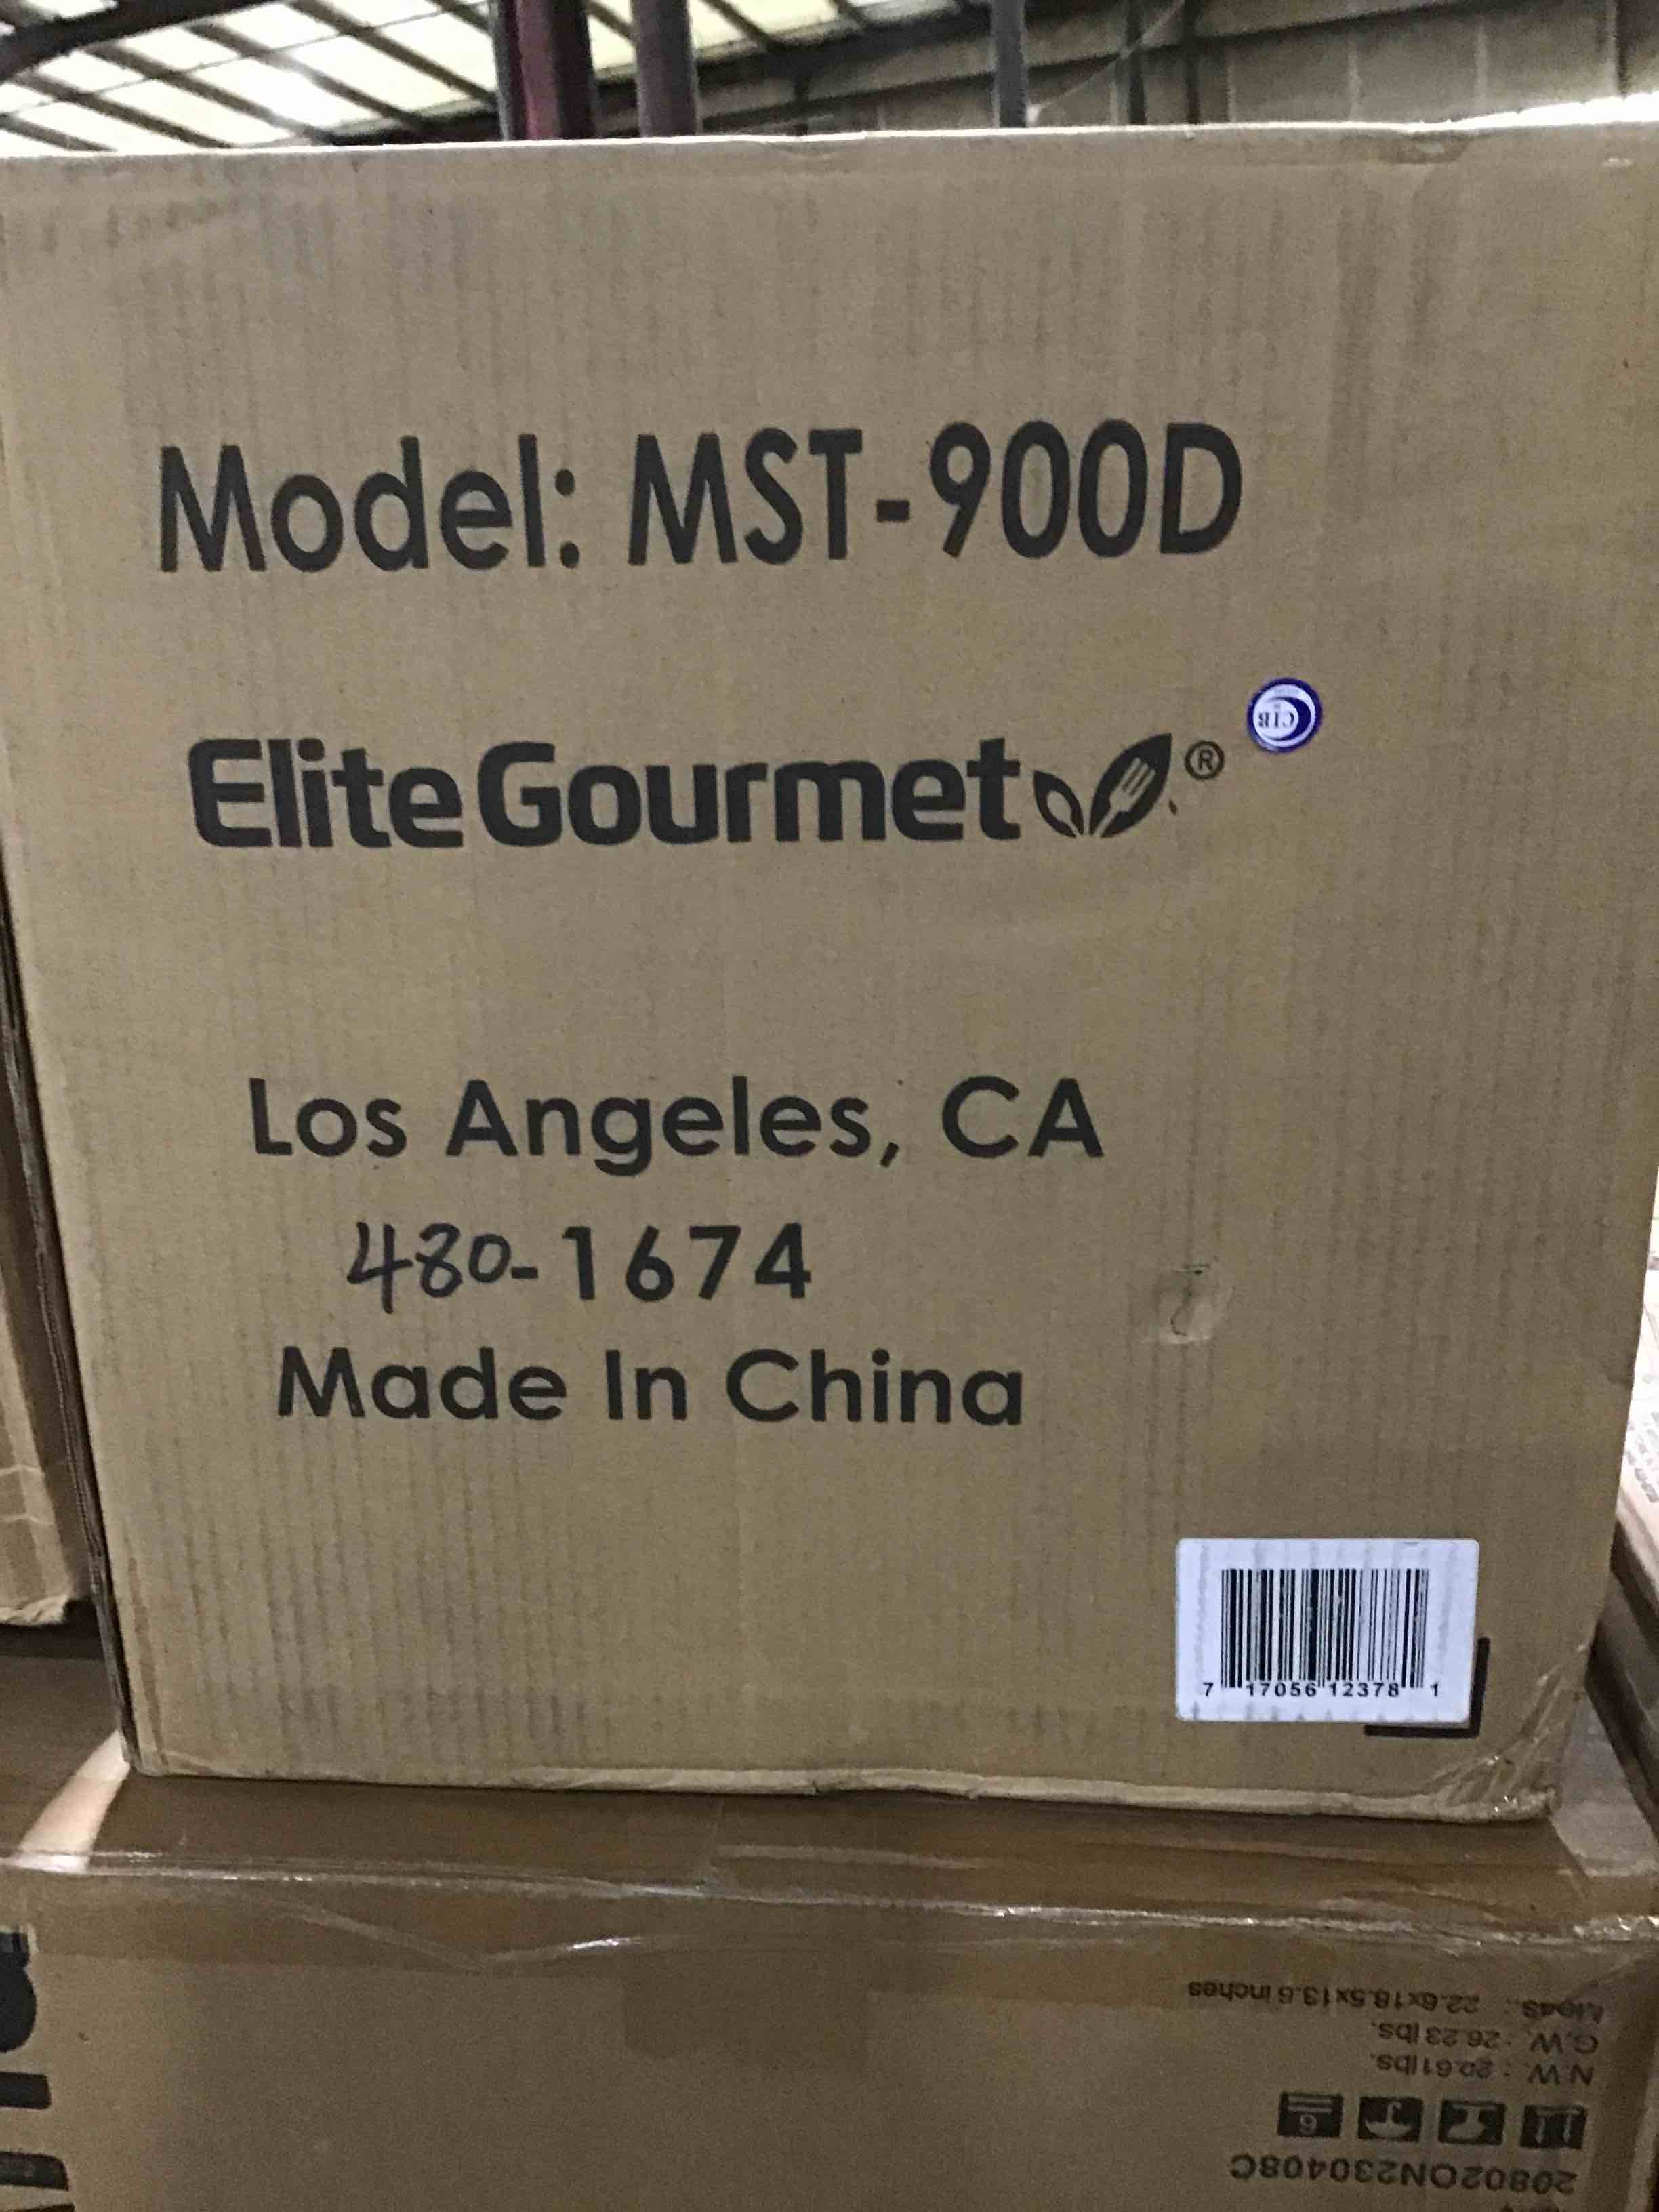 Model: MST-900D
Elite Gourmet ®
CIB
Los Angeles, CA
480-1674
Made In China
7 17056 12378 1
Meas.: 22.6x18.5x13.6 inches
G.W. : 26.23 lbs.
N.W. : 20.61 lbs.
6
20802ON230408C